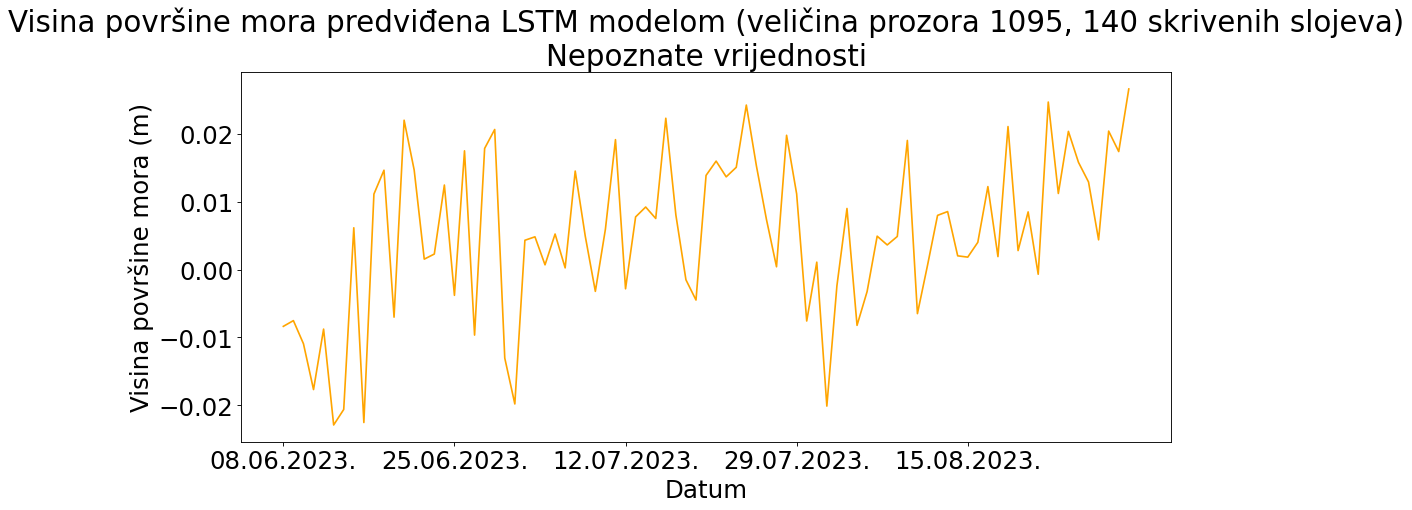 Visina površine mora predviđena LSTM modelom (veličina prozora 1095, 140 skrivenih slojeva)
Nepoznate vrijednosti
Visina površine mora (m)
0.02
0.01
0.00
−0.01
−0.02
08.06.2023. 25.06.2023. 12.07.2023. 29.07.2023. 15.08.2023.
Datum